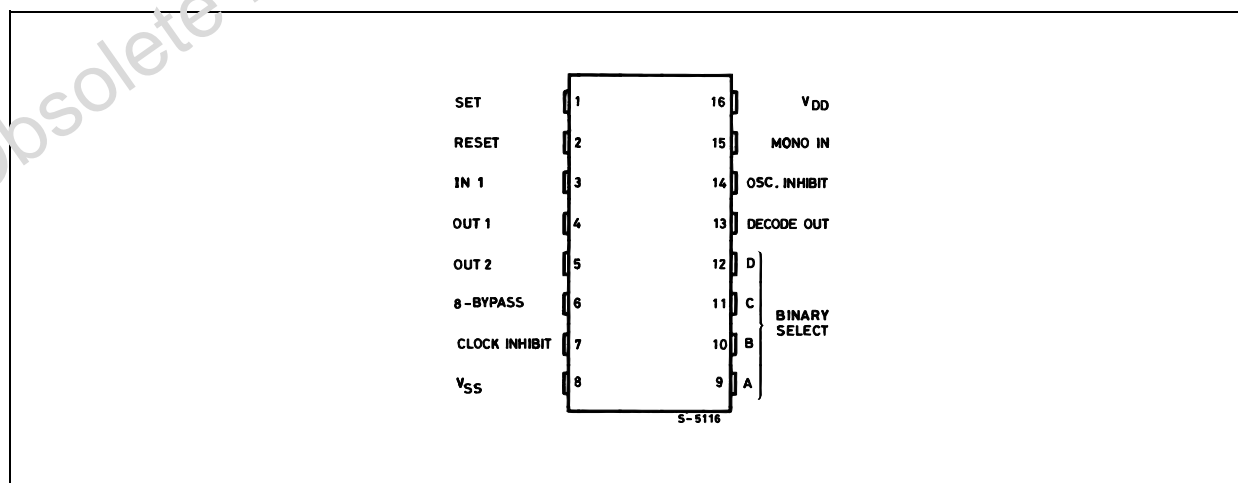 Obsolete
SET 1 16 VDD
RESET 2 15 MONO IN
IN 1 3 14 OSC. INHIBIT
OUT 1 4 13 DECODE OUT
OUT 2 5 12 D
8-BYPASS 6 11 C
BINARY
SELECT
CLOCK INHIBIT 7 10 B
VSS 8 9 A
S-5116